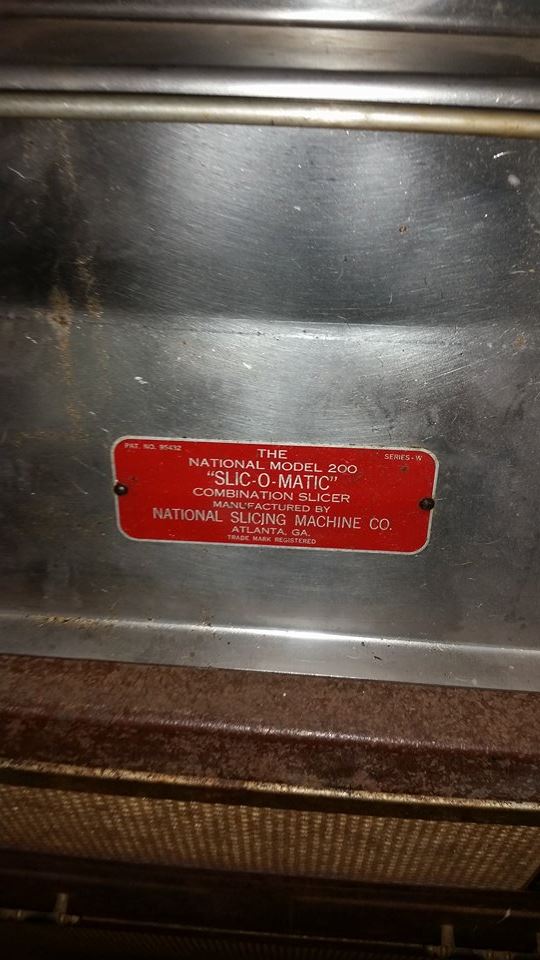 PAT. NO. 95432
SERIES-W
THE
NATIONAL MODEL 200
"SLIC-O-MATIC"
COMBINATION SLICER
MANUFACTURED BY
NATIONAL SLICING MACHINE CO.
ATLANTA, GA.
TRADE MARK REGISTERED